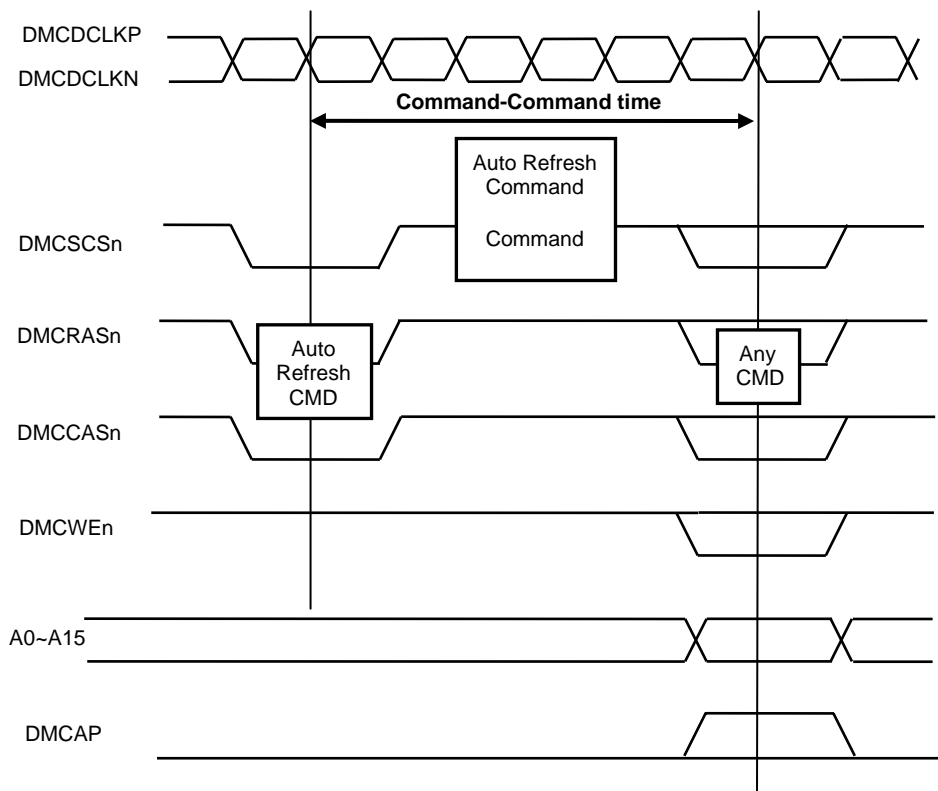 DMCDCLKP
DMCDCLKN
Command-Command time
Auto Refresh
Command
Command
DMCSCSn
DMCRASn
Auto
Refresh
CMD
Any
CMD
DMCCASn
DMCWEn
A0~A15
DMCAP